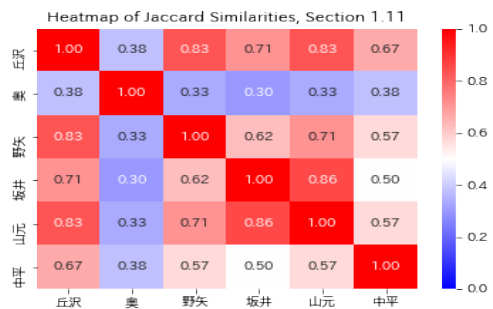 Heatmap of Jaccard Similarities, Section 1.11
丘沢 1.00 0.38 0.83 0.71 0.83 0.67
奥 0.38 1.00 0.33 0.30 0.33 0.38
野矢 0.83 0.33 1.00 0.62 0.71 0.57
坂井 0.71 0.30 0.62 1.00 0.86 0.50
山元 0.83 0.33 0.71 0.86 1.00 0.57
中平 0.67 0.38 0.57 0.50 0.57 1.00
丘沢 奥 野矢 坂井 山元 中平
1.0
0.8
0.6
0.4
0.2
0.0